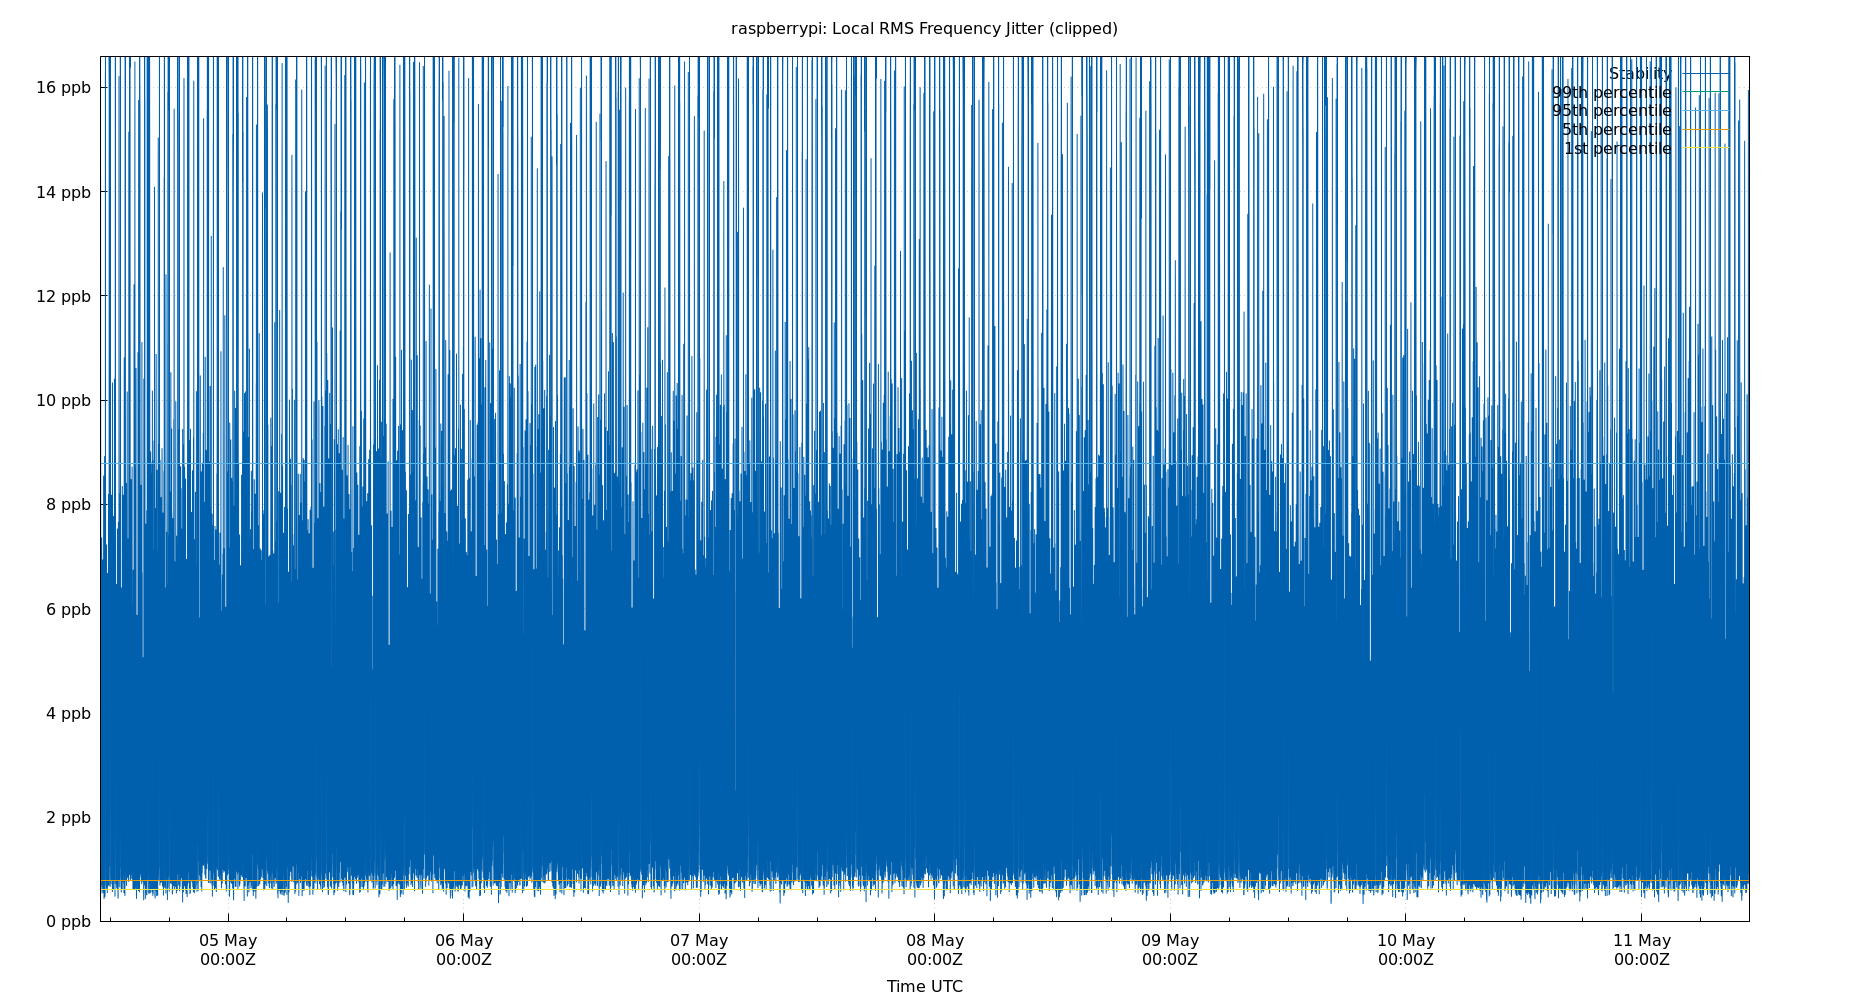 raspberrypi: Local RMS Frequency Jitter (clipped)
16 ppb
14 ppb
12 ppb
10 ppb
8 ppb
6 ppb
4 ppb
2 ppb
0 ppb
Stability
99th percentile
95th percentile
5th percentile
1st percentile
05 May
00:00Z
06 May
00:00Z
07 May
00:00Z
08 May
00:00Z
09 May
00:00Z
10 May
00:00Z
11 May
00:00Z
Time UTC